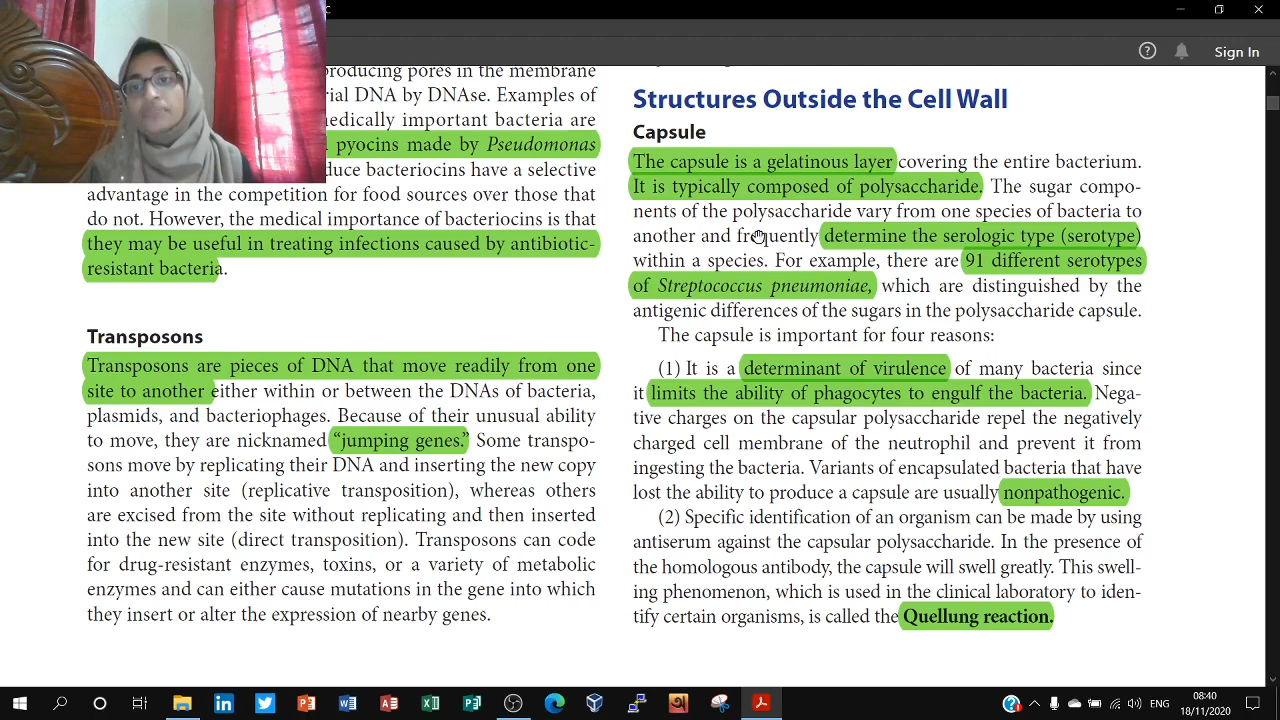 C
Sign In
roducing pores in the membrane
rial DNA by DNAse. Examples of
nedically important bacteria are
pyocins made by Pseudomonas
duce bacteriocins have a selective
advantage in the competition for food sources over those that
do not. However, the medical importance of bacteriocins is that
they may be useful in treating infections caused by antibiotic-
resistant bacteria.
Transposons
Transposons are pieces of DNA that move readily from one
site to another either within or between the DNAs of bacteria,
plasmids, and bacteriophages. Because of their unusual ability
to move, they are nicknamed “jumping genes.” Some transpo-
sons move by replicating their DNA and inserting the new copy
into another site (replicative transposition), whereas others
are excised from the site without replicating and then inserted
into the new site (direct transposition). Transposons can code
for drug-resistant enzymes, toxins, or a variety of metabolic
enzymes and can either cause mutations in the gene into which
they insert or alter the expression of nearby genes.
Structures Outside the Cell Wall
Capsule
The capsule is a gelatinous layer covering the entire bacterium.
It is typically composed of polysaccharide. The sugar compo-
nents of the polysaccharide vary from one species of bacteria to
another and frequently determine the serologic type (serotype)
within a species. For example, there are 91 different serotypes
of Streptococcus pneumoniae, which are distinguished by the
antigenic differences of the sugars in the polysaccharide capsule.
The capsule is important for four reasons:
(1) It is a determinant of virulence of many bacteria since
it limits the ability of phagocytes to engulf the bacteria. Nega-
tive charges on the capsular polysaccharide repel the negatively
charged cell membrane of the neutrophil and prevent it from
ingesting the bacteria. Variants of encapsulated bacteria that have
lost the ability to produce a capsule are usually nonpathogenic.
(2) Specific identification of an organism can be made by using
antiserum against the capsular polysaccharide. In the presence of
the homologous antibody, the capsule will swell greatly. This swell-
ing phenomenon, which is used in the clinical laboratory to iden-
tify certain organisms, is called the Quellung reaction.
ENG
08:40
18/11/2020